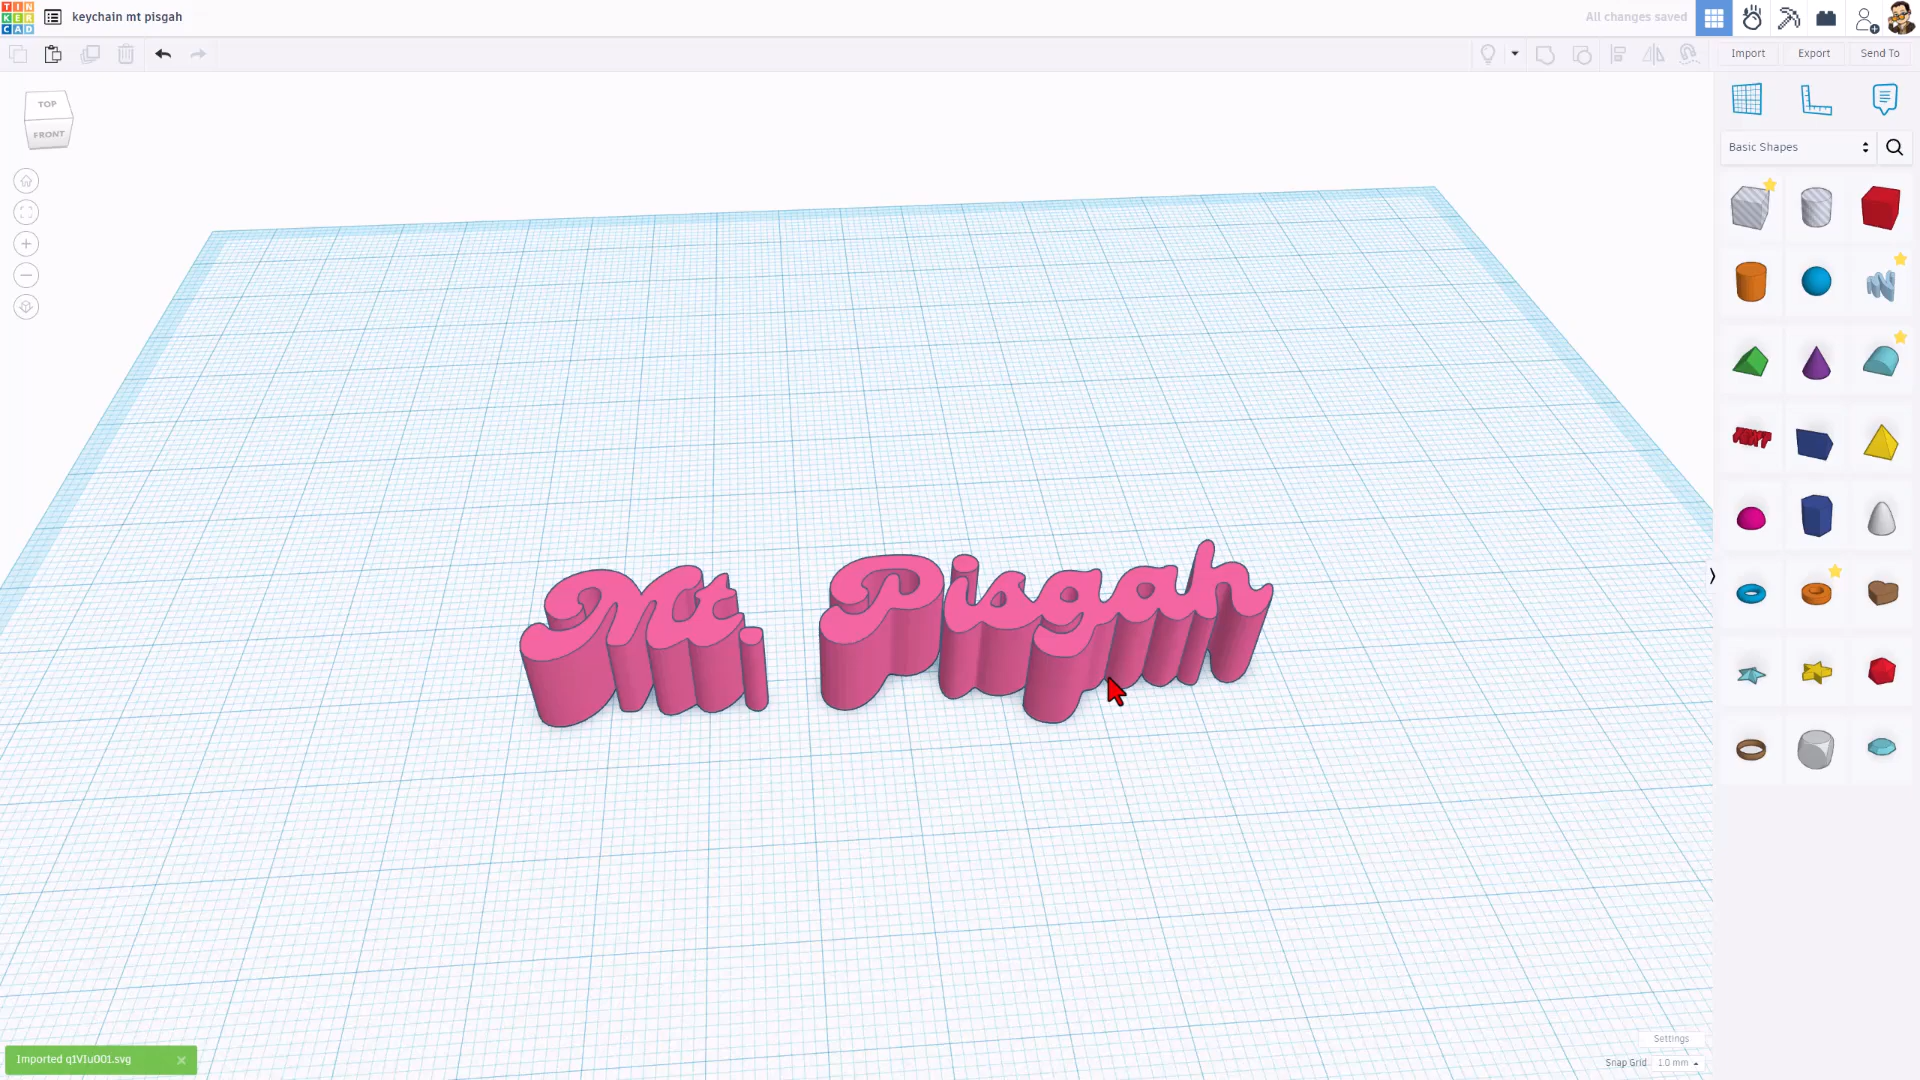 TIN
KER
CAD
keychain mt pisgah
All changes saved
Import
Export
Send To
TOP
FRONT
Basic Shapes
TEXT
Mt. Pisgah
Imported q1VIu001.svg
Settings
Snap Grid 1.0 mm